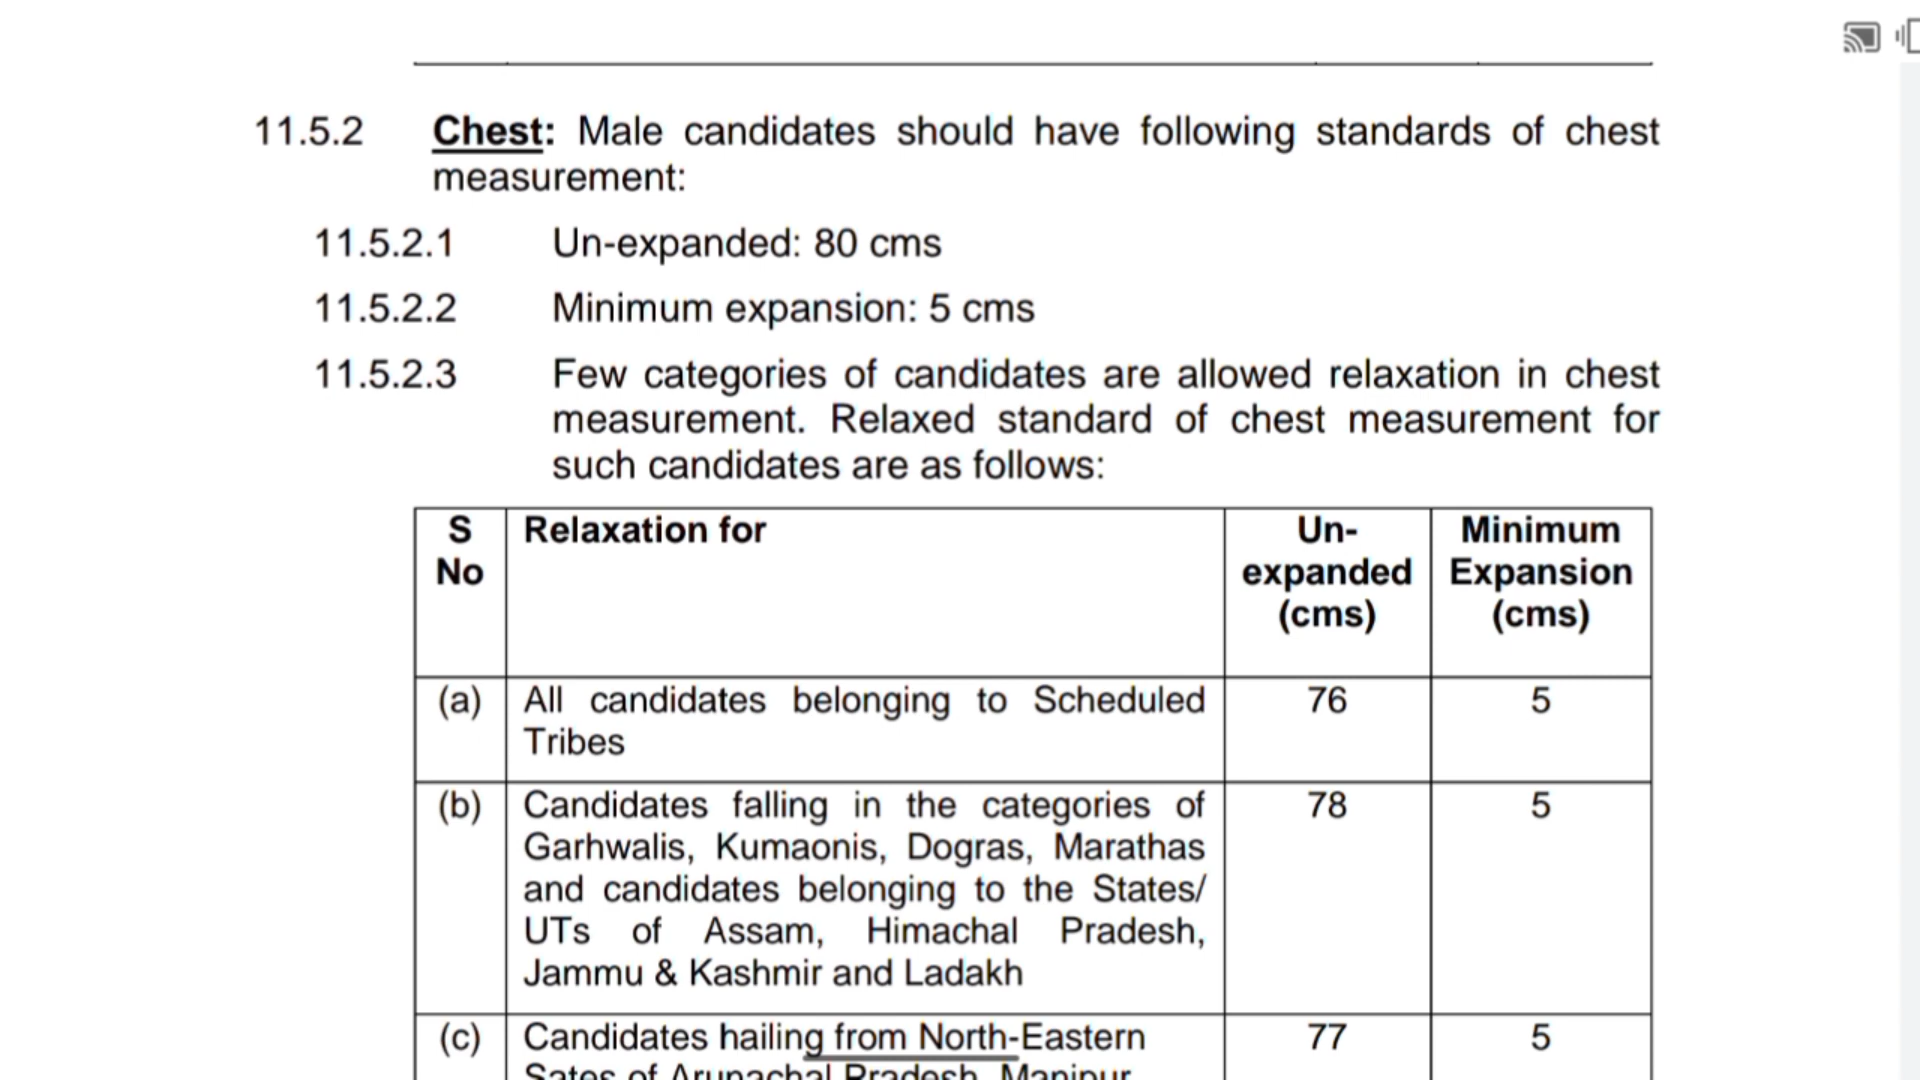 11.5.2 Chest: Male candidates should have following standards of chest
measurement:
11.5.2.1 Un-expanded: 80 cms
11.5.2.2 Minimum expansion: 5 cms
11.5.2.3 Few categories of candidates are allowed relaxation in chest
measurement. Relaxed standard of chest measurement for
such candidates are as follows:
S No Relaxation for Un-expanded (cms) Minimum Expansion (cms)
(a) All candidates belonging to Scheduled 76 5
Tribes
(b) Candidates falling in the categories of 78 5
Garhwalis, Kumaonis, Dogras, Marathas
and candidates belonging to the States/
UTs of Assam, Himachal Pradesh,
Jammu & Kashmir and Ladakh
(c) Candidates hailing from North-Eastern 77 5
Sates of Arunachal Pradesh, Manipur,